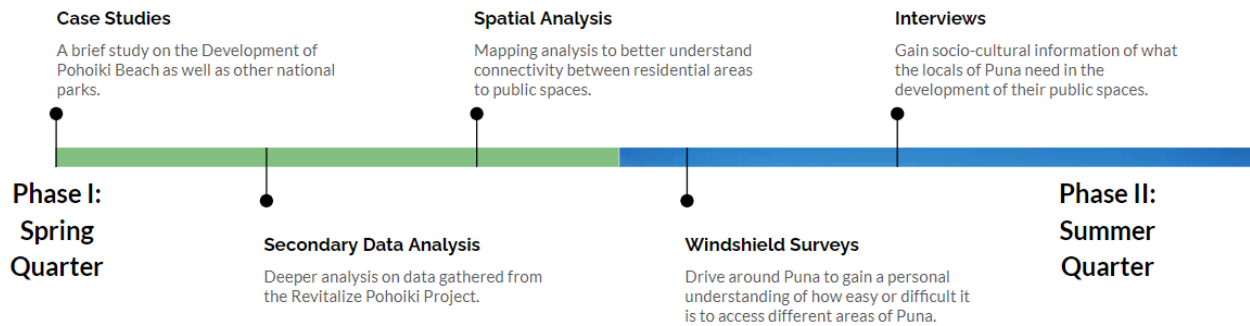 Case Studies
A brief study on the Development of
Pohoiki Beach as well as other national
parks.
Spatial Analysis
Mapping analysis to better understand
connectivity between residential areas
to public spaces.
Interviews
Gain socio-cultural information of what
the locals of Puna need in the
development of their public spaces.
Phase I:
Spring
Quarter
Secondary Data Analysis
Deeper analysis on data gathered from
the Revitalize Pohoiki Project.
Windshield Surveys
Drive around Puna to gain a personal
understanding of how easy or difficult it
is to access different areas of Puna.
Phase II:
Summer
Quarter